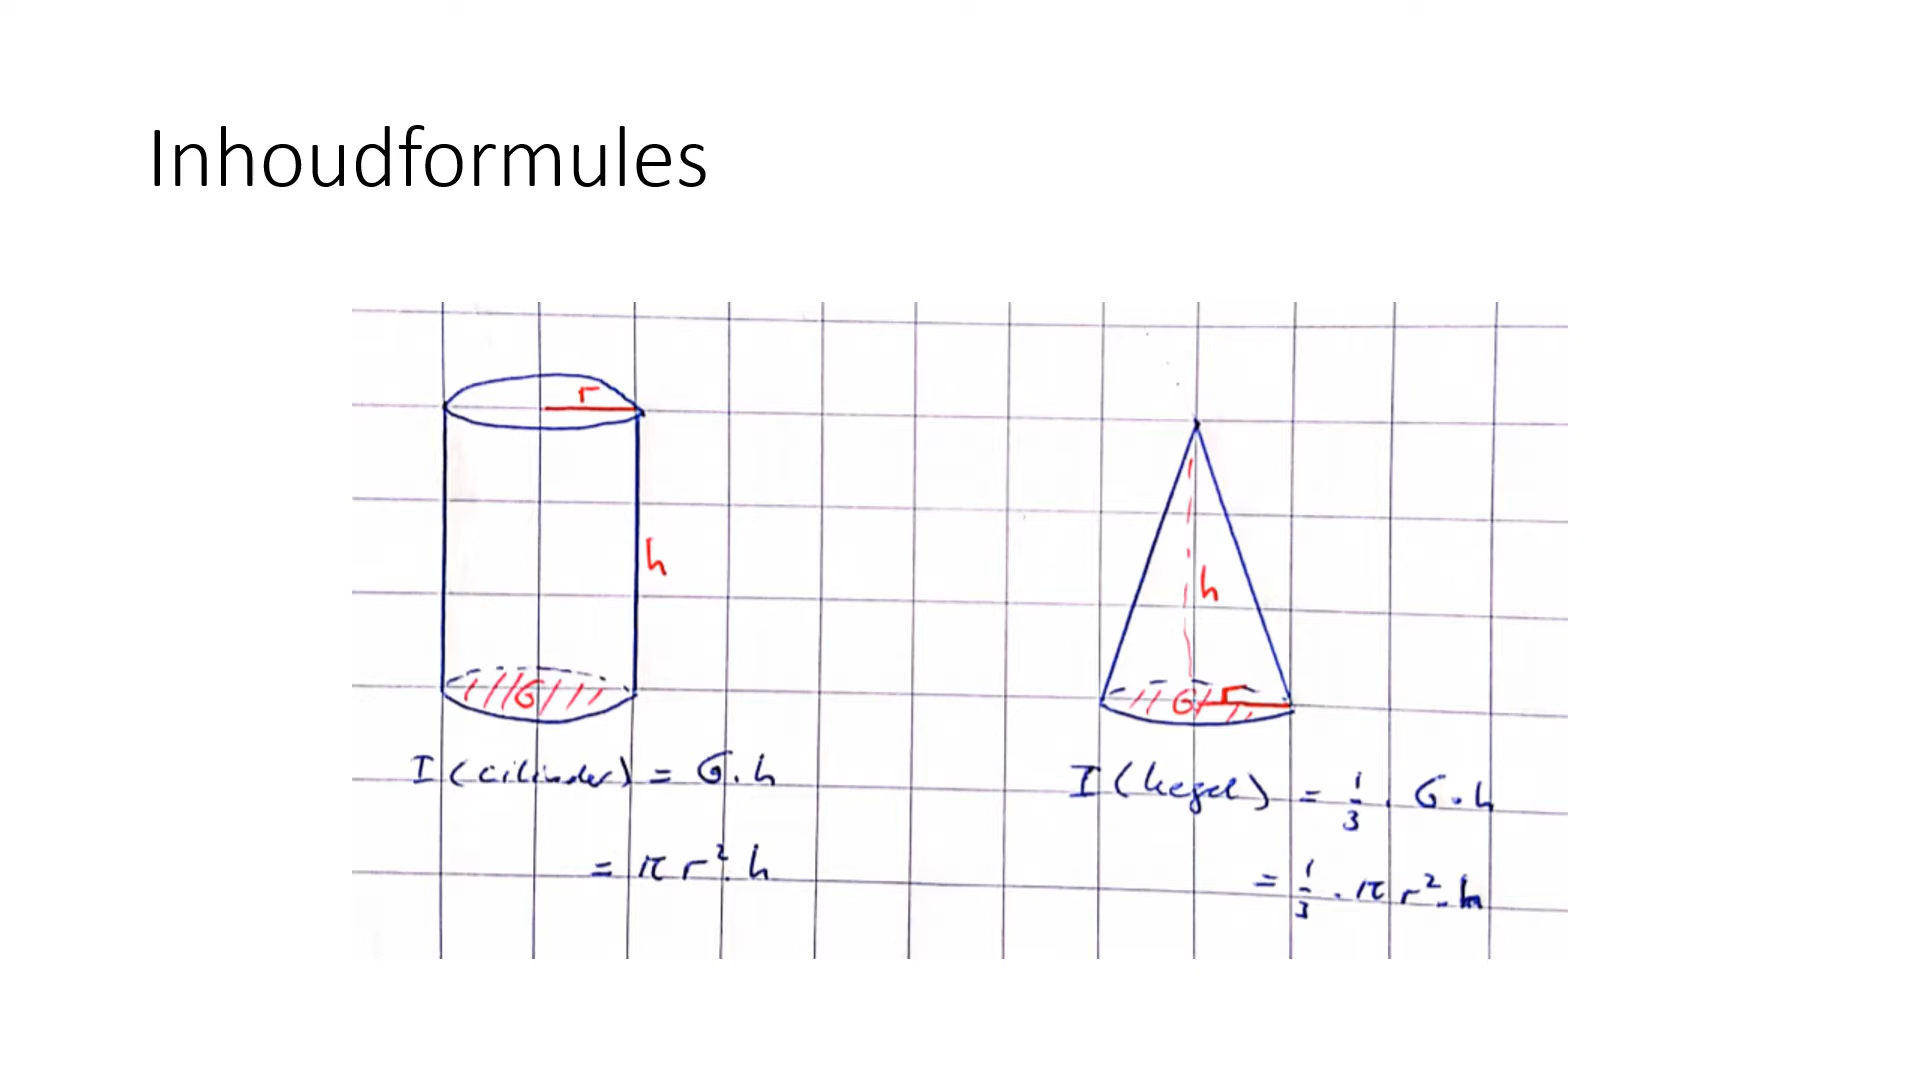 Inhoudformules
r
h
G
I (cilinder) = G . h
= π r² . h
h
G r
I (kegel) = 1/3 . G . h
= 1/3 . π r² . h